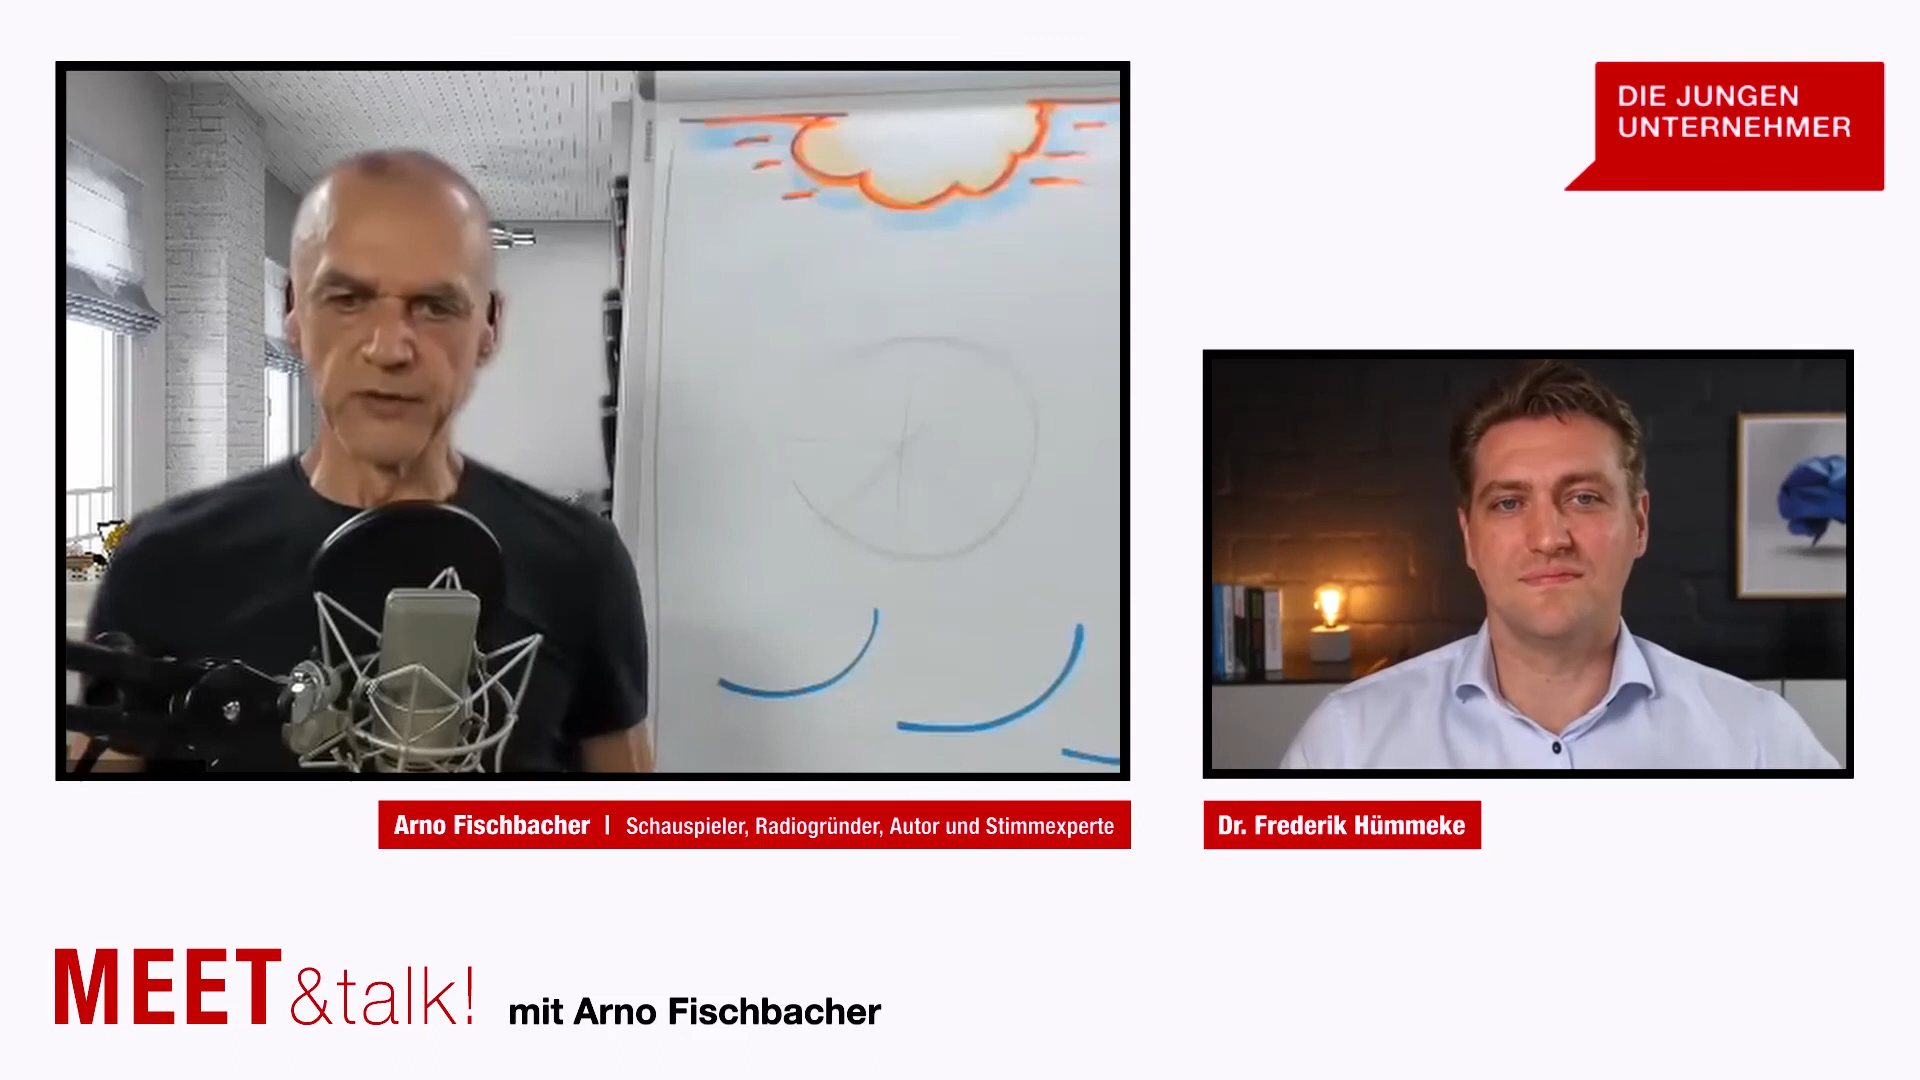 DIE JUNGEN
UNTERNEHMER
Arno Fischbacher | Schauspieler, Radiogründer, Autor und Stimmexperte
Dr. Frederik Hümmeke
MEET&talk! mit Arno Fischbacher